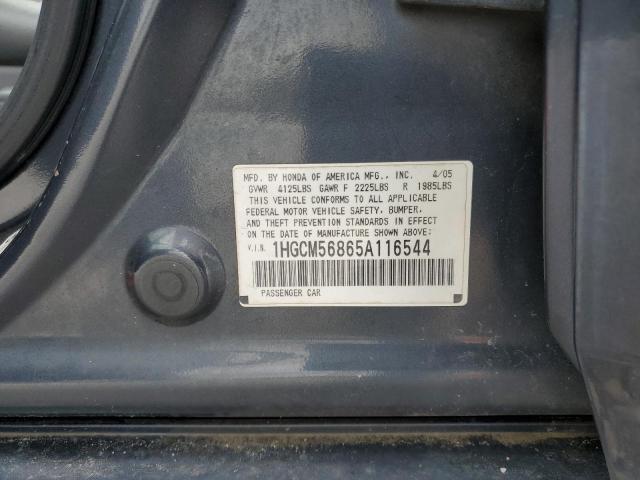 MFD. BY HONDA OF AMERICA MFG., INC. 4/05
GVWR 4125LBS GAWR F 2225LBS R 1985LBS
THIS VEHICLE CONFORMS TO ALL APPLICABLE
FEDERAL MOTOR VEHICLE SAFETY, BUMPER,
AND THEFT PREVENTION STANDARDS IN EFFECT
ON THE DATE OF MANUFACTURE SHOWN ABOVE:
V.I.N. 1HGCM56865A116544
PASSENGER CAR